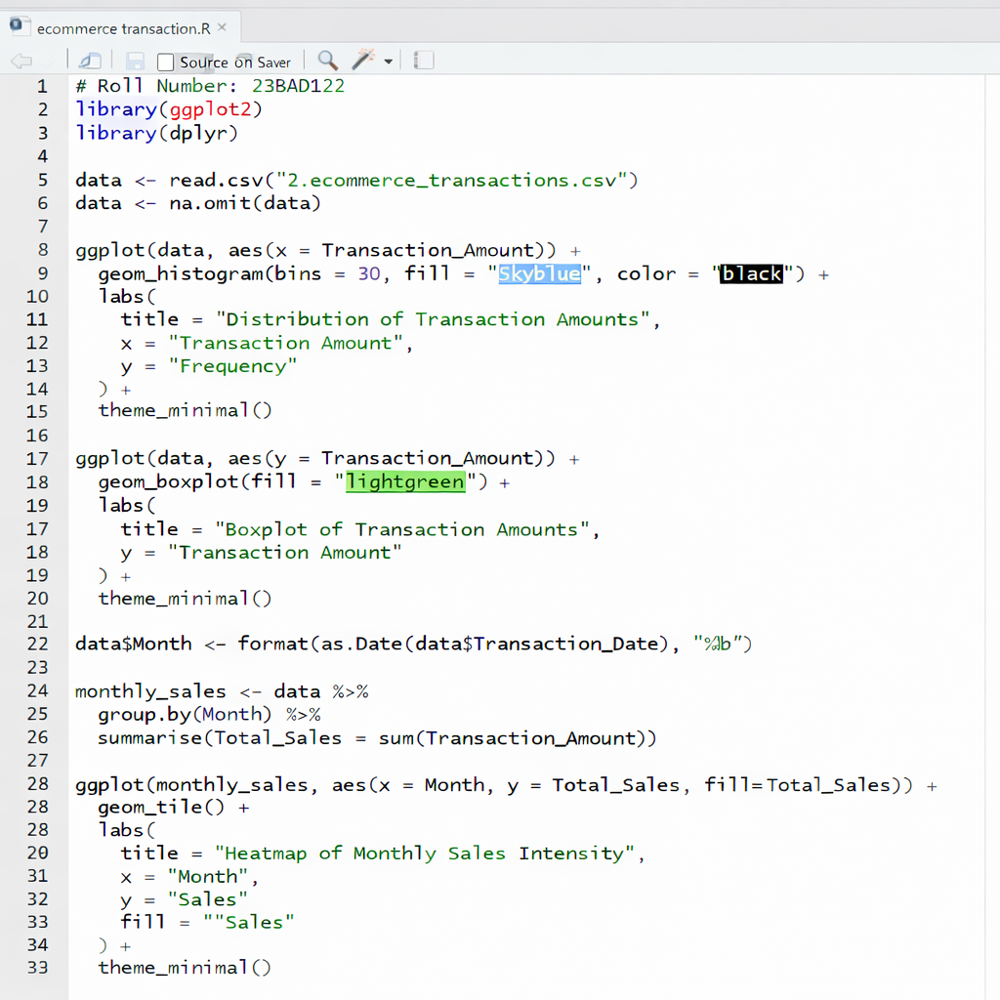 ecommerce transaction.R ×
Source on Saver
1 # Roll Number: 23BAD122
2 library(ggplot2)
3 library(dplyr)
4
5 data <- read.csv("2.ecommerce_transactions.csv")
6 data <- na.omit(data)
7
8 ggplot(data, aes(x = Transaction_Amount)) +
9 geom_histogram(bins = 30, fill = "Skyblue", color = "black") +
10 labs(
11 title = "Distribution of Transaction Amounts",
12 x = "Transaction Amount",
13 y = "Frequency"
14 ) +
15 theme_minimal()
16
17 ggplot(data, aes(y = Transaction_Amount)) +
18 geom_boxplot(fill = "lightgreen") +
19 labs(
17 title = "Boxplot of Transaction Amounts",
18 y = "Transaction Amount"
19 ) +
20 theme_minimal()
21
22 data$Month <- format(as.Date(data$Transaction_Date), "%b")
23
24 monthly_sales <- data %>%
25 group.by(Month) %>%
26 summarise(Total_Sales = sum(Transaction_Amount))
27
28 ggplot(monthly_sales, aes(x = Month, y = Total_Sales, fill=Total_Sales)) +
28 geom_tile() +
28 labs(
20 title = "Heatmap of Monthly Sales Intensity",
31 x = "Month",
32 y = "Sales"
33 fill = ""Sales"
34 ) +
33 theme_minimal()